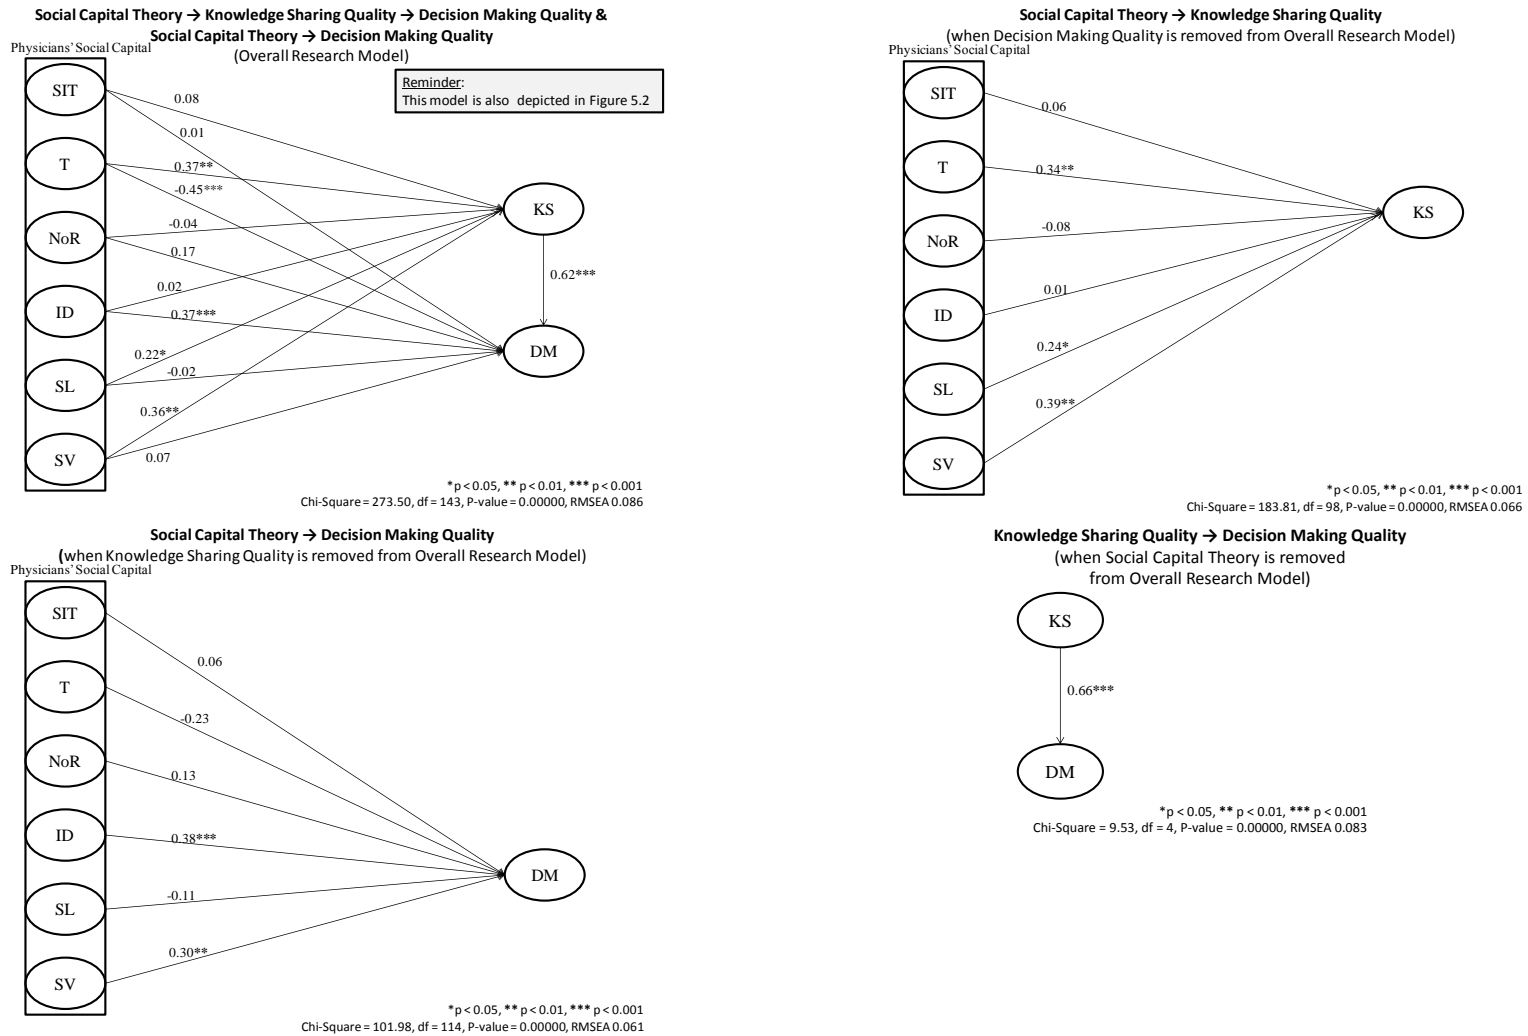 Social Capital Theory → Knowledge Sharing Quality → Decision Making Quality &
Social Capital Theory → Decision Making Quality
(Overall Research Model)
Physicians' Social Capital
Reminder:
This model is also depicted in Figure 5.2
SIT
T
NoR
ID
SL
SV
0.08
0.01
0.37**
-0.45***
-0.04
0.17
0.02
0.37***
0.22*
-0.02
0.36**
0.07
KS
0.62***
DM
*p < 0.05, ** p < 0.01, *** p < 0.001
Chi-Square = 273.50, df = 143, P-value = 0.00000, RMSEA 0.086
Social Capital Theory → Knowledge Sharing Quality
(when Decision Making Quality is removed from Overall Research Model)
Physicians' Social Capital
SIT
T
NoR
ID
SL
SV
0.06
0.34**
-0.08
0.01
0.24*
0.39**
KS
*p < 0.05, ** p < 0.01, *** p < 0.001
Chi-Square = 183.81, df = 98, P-value = 0.00000, RMSEA 0.066
Social Capital Theory → Decision Making Quality
(when Knowledge Sharing Quality is removed from Overall Research Model)
Physicians' Social Capital
SIT
T
NoR
ID
SL
SV
0.06
-0.23
0.13
0.38***
-0.11
0.30**
DM
*p < 0.05, ** p < 0.01, *** p < 0.001
Chi-Square = 101.98, df = 114, P-value = 0.00000, RMSEA 0.061
Knowledge Sharing Quality → Decision Making Quality
(when Social Capital Theory is removed
from Overall Research Model)
KS
0.66***
DM
*p < 0.05, ** p < 0.01, *** p < 0.001
Chi-Square = 9.53, df = 4, P-value = 0.00000, RMSEA 0.083